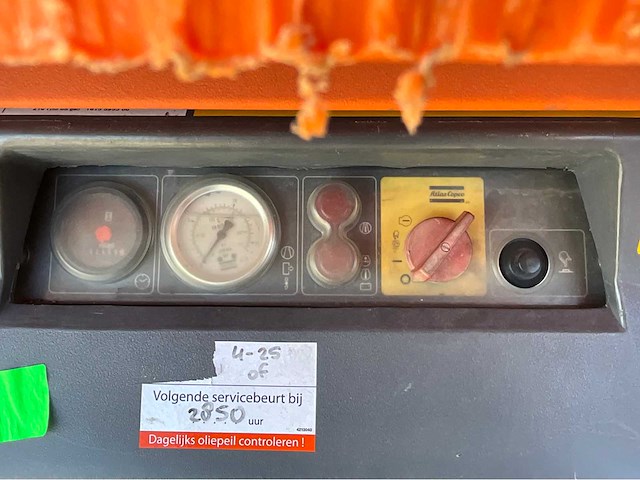 Atlas Copco
4-25
of
Volgende servicebeurt bij
2850 uur
Dagelijks oliepeil controleren !